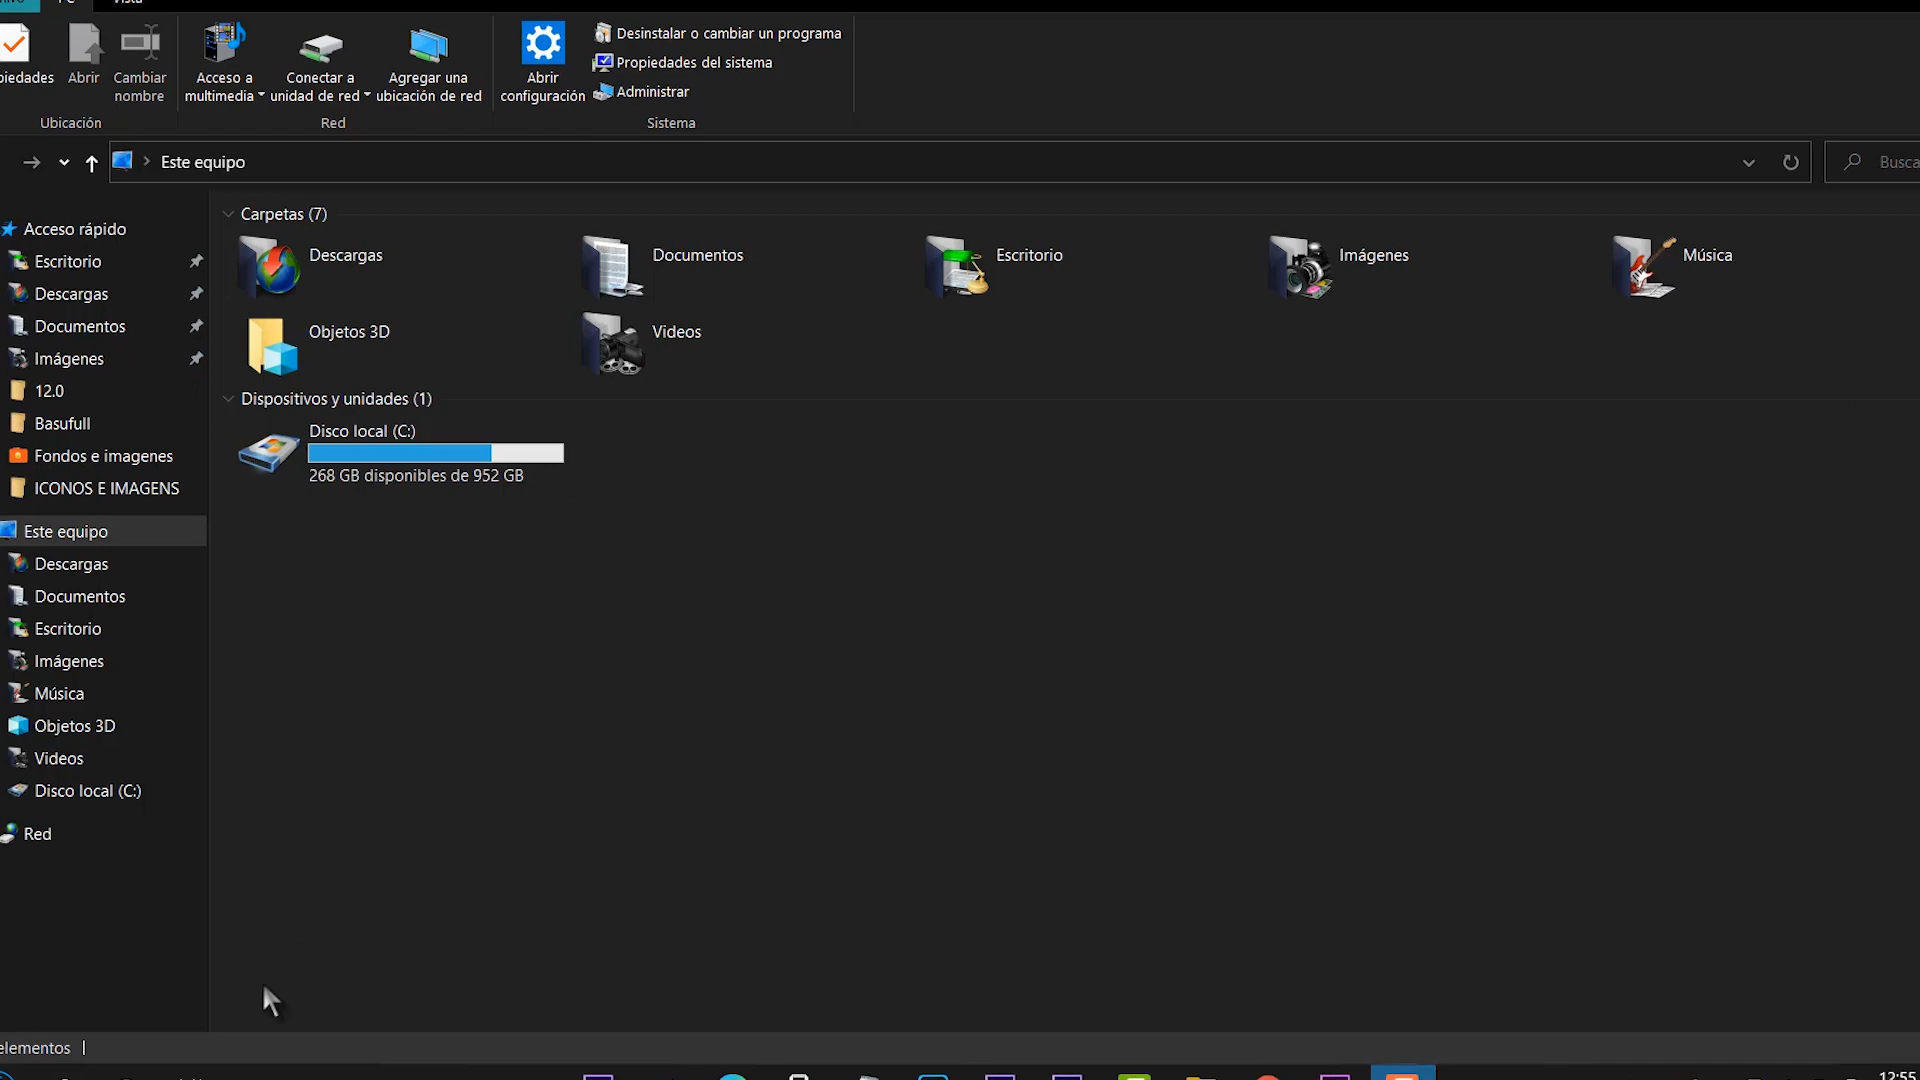 PC
Vista
piedades
Abrir
Cambiar
nombre
Acceso a
multimedia
Conectar a
unidad de red
Agregar una
ubicación de red
Abrir
configuración
Desinstalar o cambiar un programa
Propiedades del sistema
Administrar
Ubicación
Red
Sistema
Este equipo
Busca
Acceso rápido
Escritorio
Descargas
Documentos
Imágenes
12.0
Basufull
Fondos e imagenes
ICONOS E IMAGENS
Este equipo
Descargas
Documentos
Escritorio
Imágenes
Música
Objetos 3D
Videos
Disco local (C:)
Red
Carpetas (7)
Descargas
Documentos
Escritorio
Imágenes
Música
Objetos 3D
Videos
Dispositivos y unidades (1)
Disco local (C:)
268 GB disponibles de 952 GB
elementos
12:55